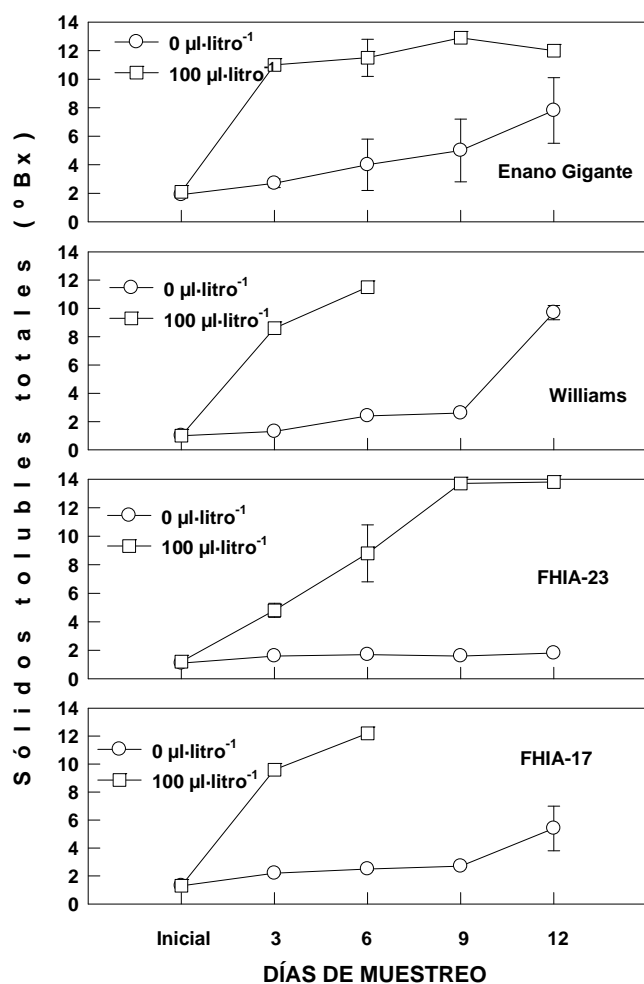 Sólidos tolubles totales (ºBx)
14
12
10
8
6
4
2
0
0 µl·litro-1
100 µl·litro-1
Enano Gigante
14
12
10
8
6
4
2
0
0 µl·litro-1
100 µl·litro-1
Williams
14
12
10
8
6
4
2
0
0 µl·litro-1
100 µl·litro-1
FHIA-23
14
12
10
8
6
4
2
0
0 µl·litro-1
100 µl·litro-1
FHIA-17
Inicial 3 6 9 12
DÍAS DE MUESTREO